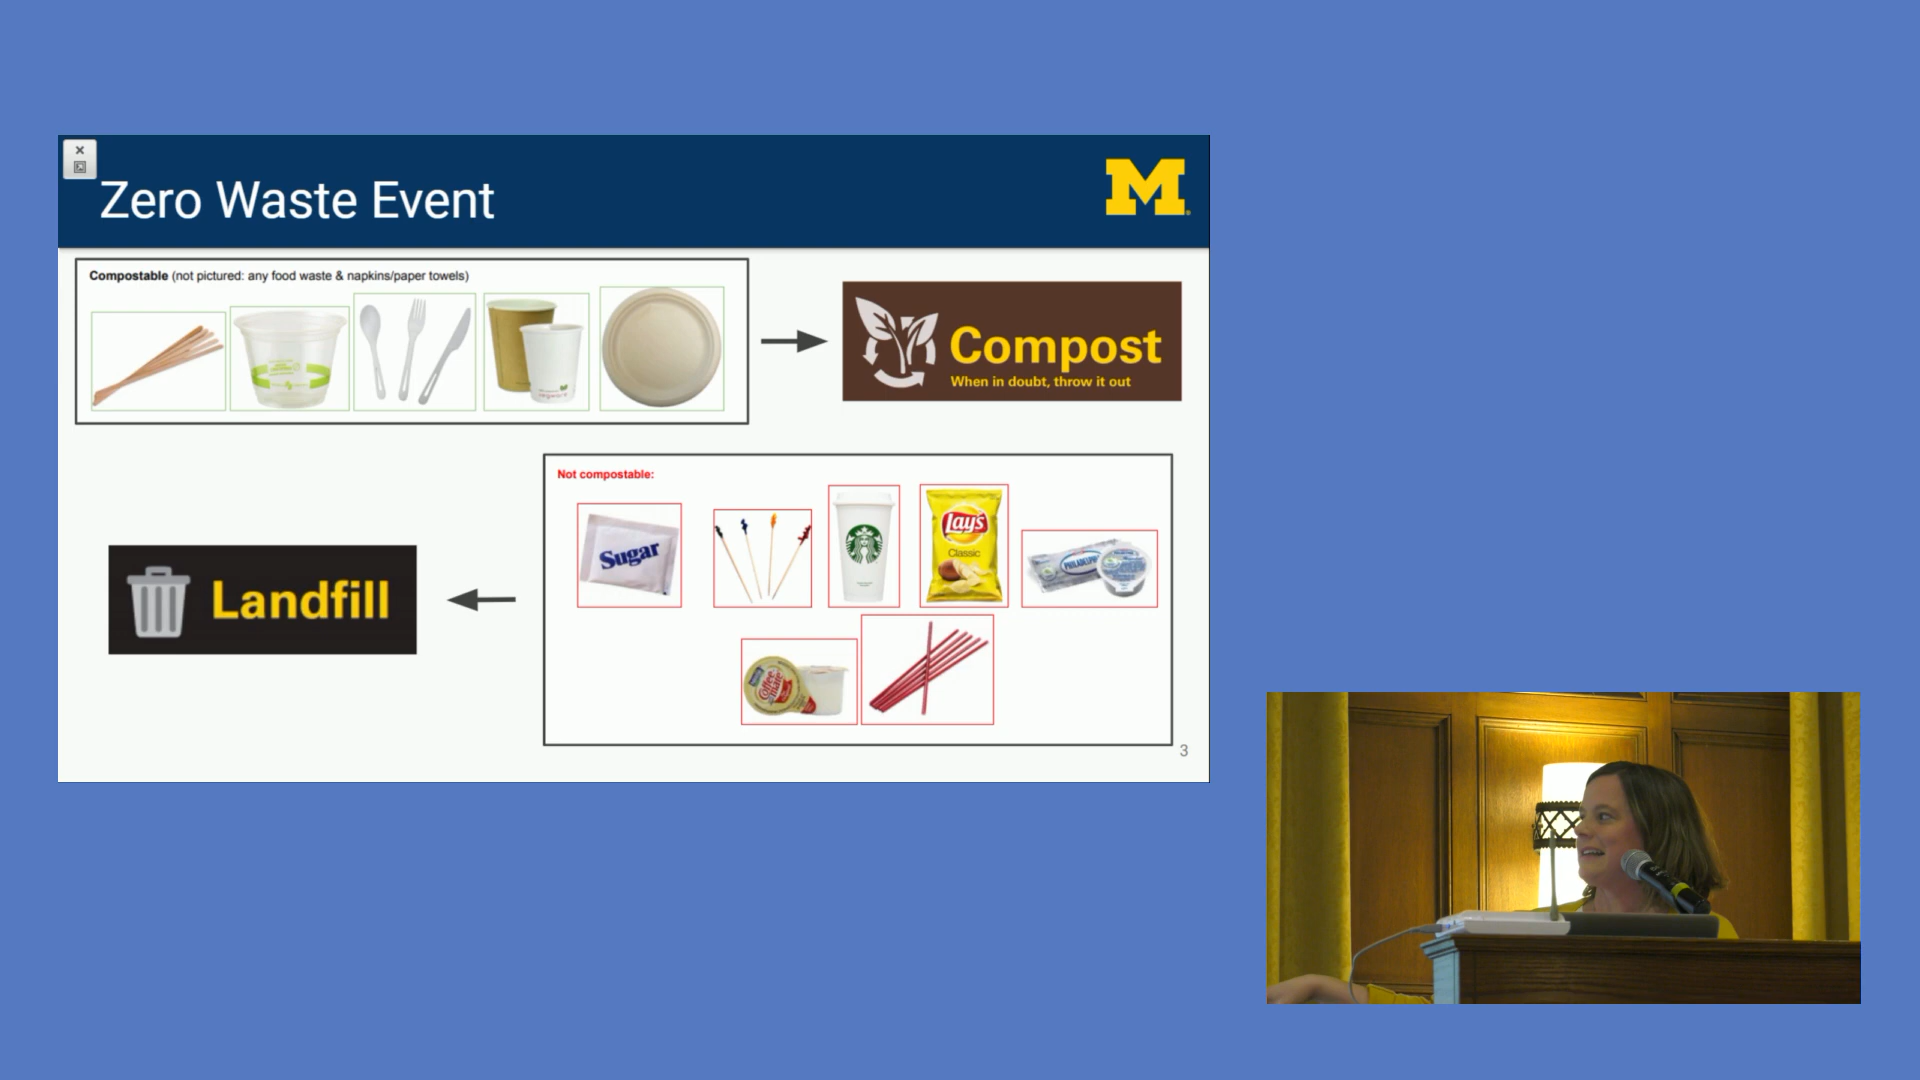 Zero Waste Event
M
Compostable (not pictured: any food waste & napkins/paper towels)
Compost
When in doubt, throw it out
Not compostable:
Sugar
Lay's
Classic
PHILADELPHIA
Landfill
Coffee
mate
3